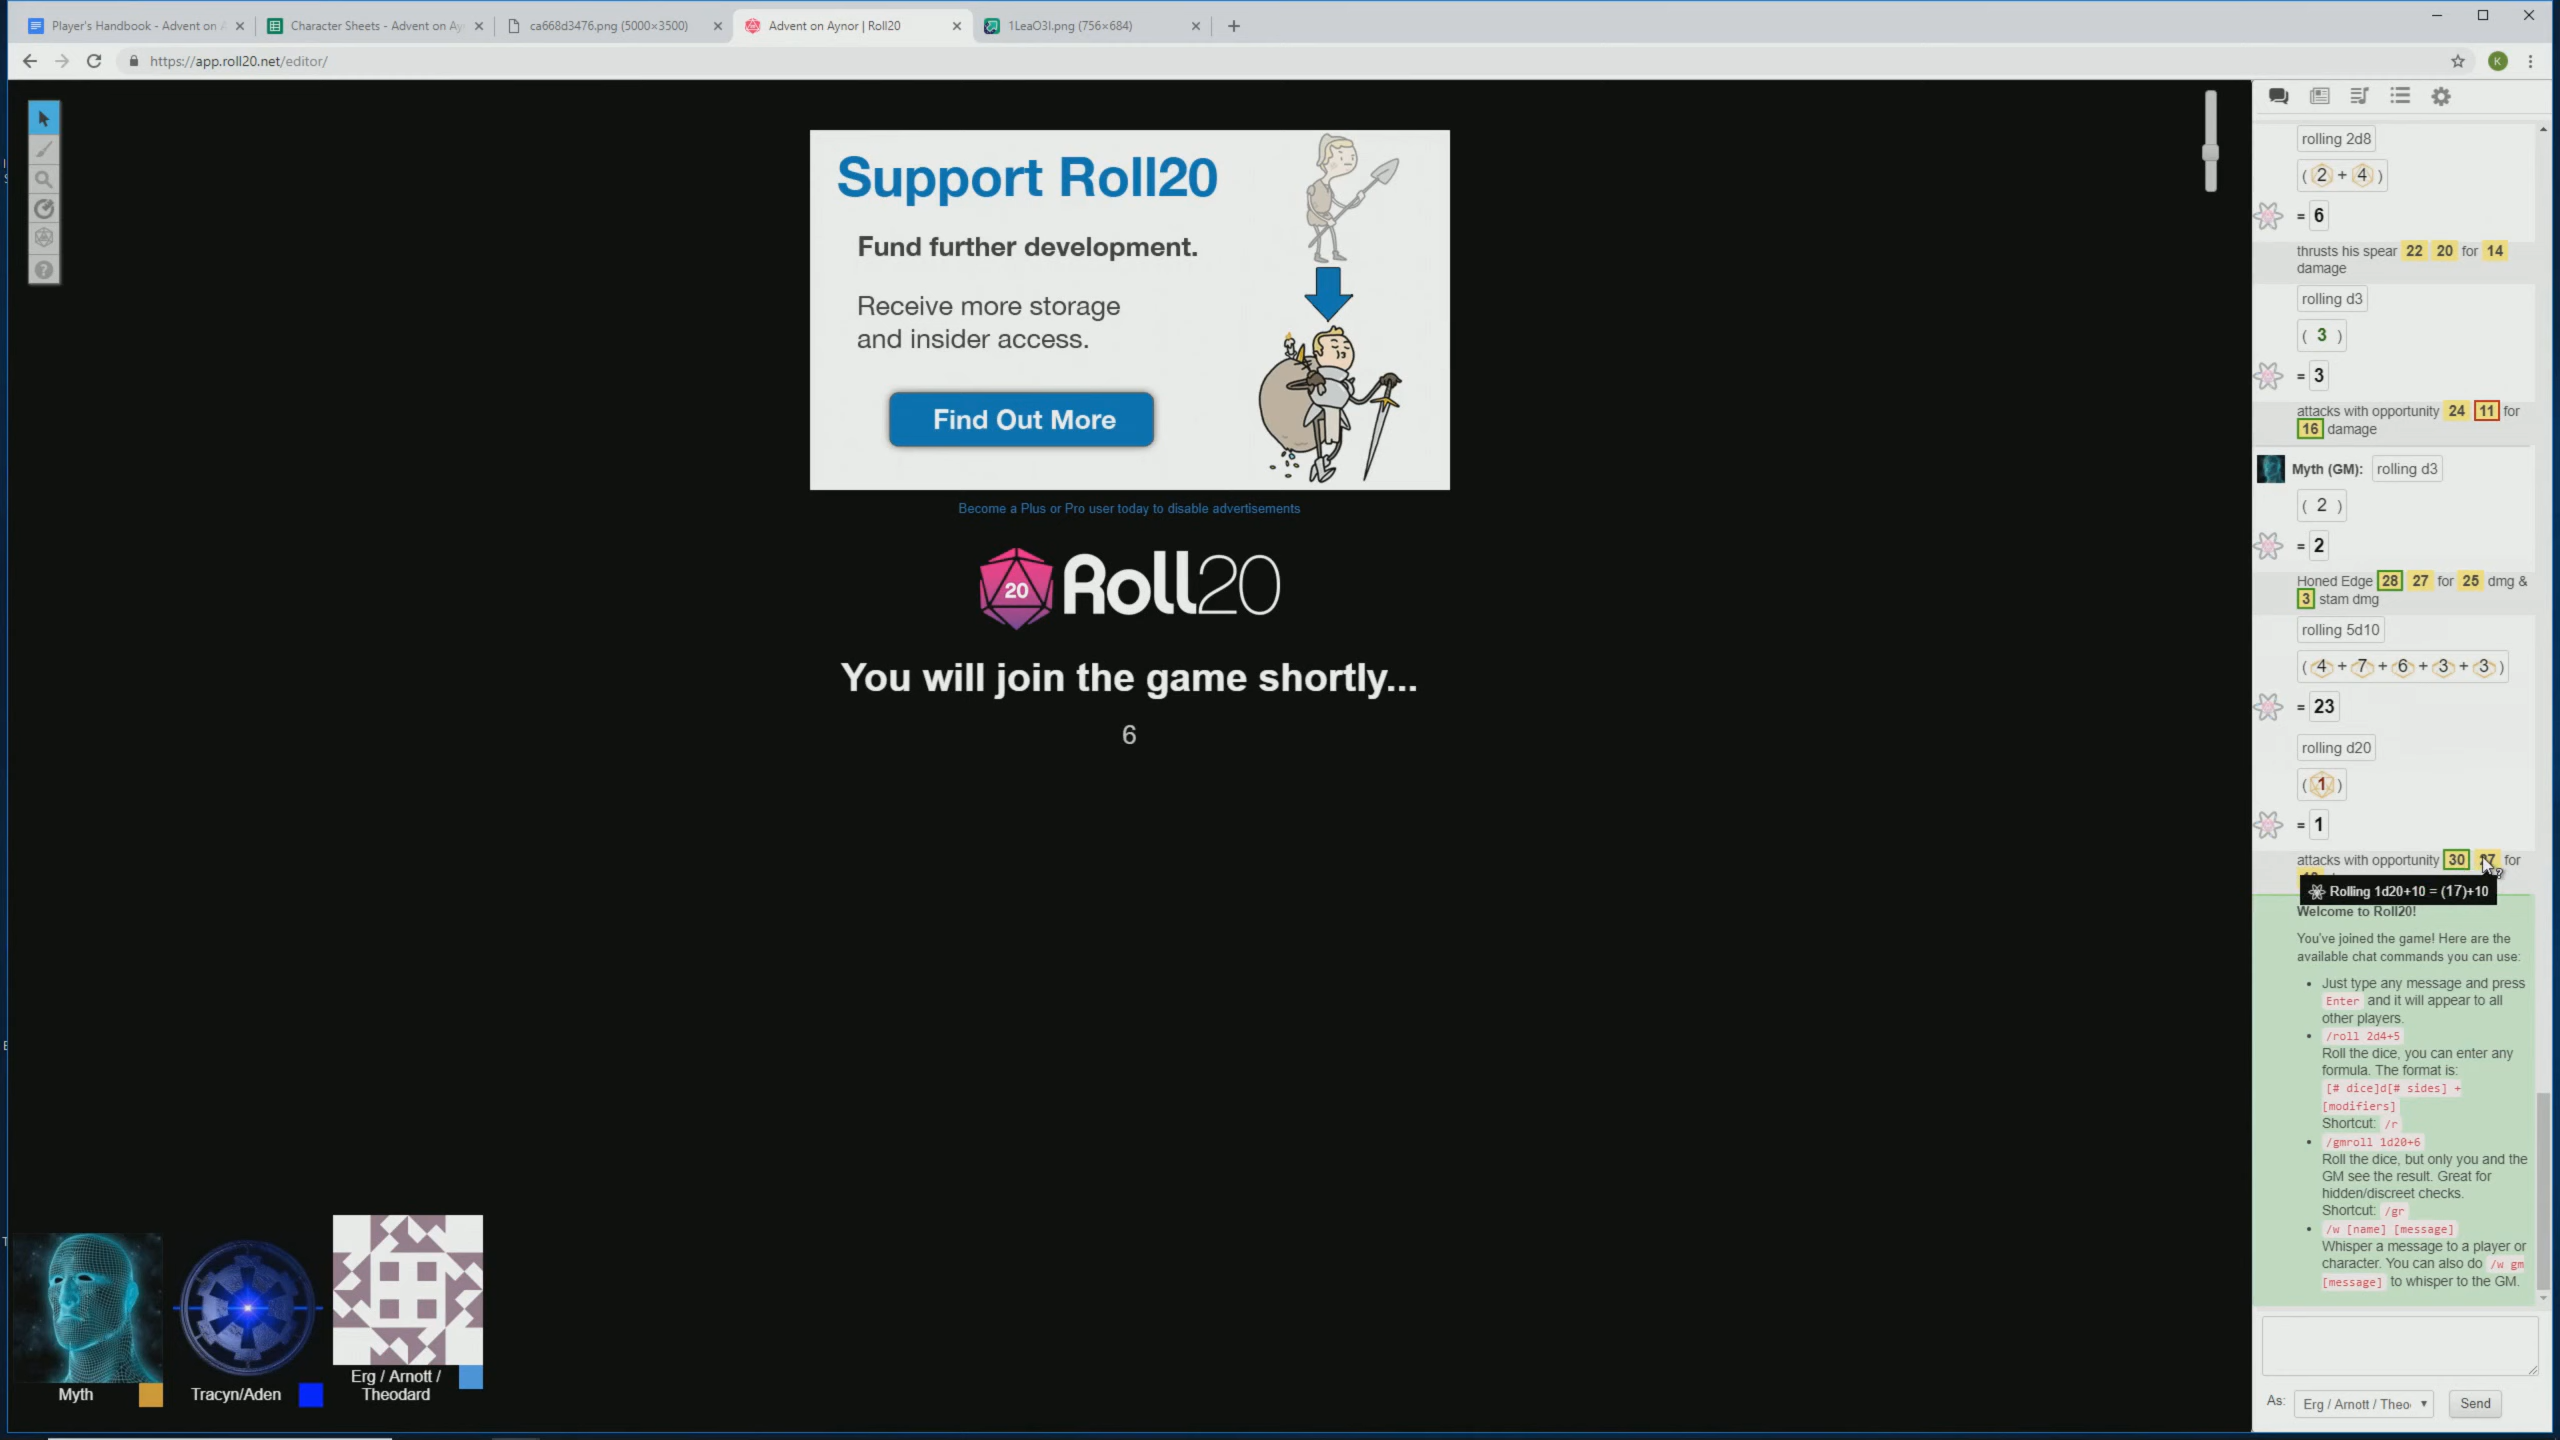 Player's Handbook - Advent on A
Character Sheets - Advent on Ay
ca668d3476.png (5000×3500)
Advent on Aynor | Roll20
1LeaO3I.png (756×684)
https://app.roll20.net/editor/
K
Support Roll20
Fund further development.
Receive more storage
and insider access.
Find Out More
Become a Plus or Pro user today to disable advertisements
20 Roll20
You will join the game shortly...
6
Myth
Tracyn/Aden
Erg / Arnott /
Theodard
rolling 2d8
( 2 + 4 )
= 6
thrusts his spear 22 20 for 14
damage
rolling d3
( 3 )
= 3
attacks with opportunity 24 11 for
16 damage
Myth (GM): rolling d3
( 2 )
= 2
Honed Edge 28 27 for 25 dmg &
3 stam dmg
rolling 5d10
( 4 + 7 + 6 + 3 + 3 )
= 23
rolling d20
( 1 )
= 1
attacks with opportunity 30 27 for
Rolling 1d20+10 = (17)+10
Welcome to Roll20!
You've joined the game! Here are the
available chat commands you can use:
• Just type any message and press
Enter and it will appear to all
other players.
• /roll 2d4+5
Roll the dice, you can enter any
formula. The format is:
[# dice]d[# sides] +
[modifiers]
Shortcut: /r
• /gmroll 1d20+6
Roll the dice, but only you and the
GM see the result. Great for
hidden/discreet checks.
Shortcut: /gr
• /w [name] [message]
Whisper a message to a player or
character. You can also do /w gm
[message] to whisper to the GM.
As: Erg / Arnott / Theo
Send